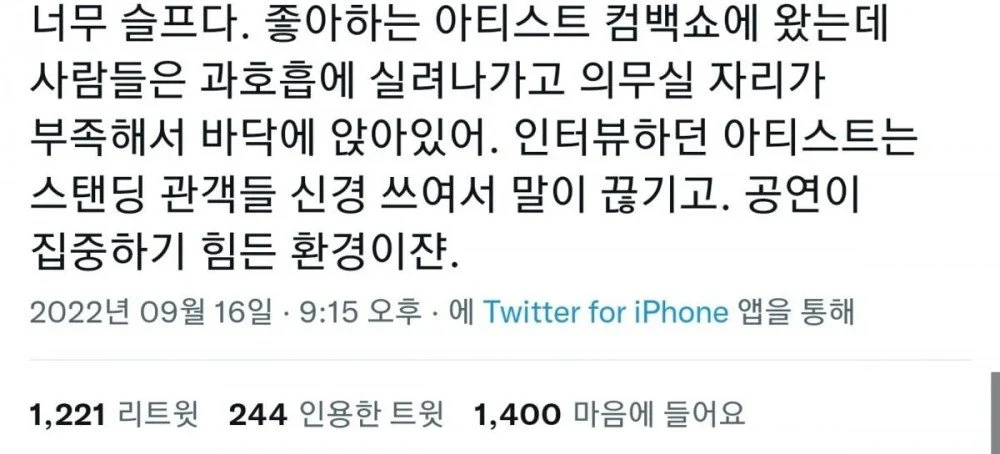 너무 슬프다. 좋아하는 아티스트 컴백쇼에 왔는데
사람들은 과호흡에 실려나가고 의무실 자리가
부족해서 바닥에 앉아있어. 인터뷰하던 아티스트는
스탠딩 관객들 신경 쓰여서 말이 끊기고. 공연이
집중하기 힘든 환경이쟌.
2022년 09월 16일 · 9:15 오후 · 에 Twitter for iPhone 앱을 통해
1,221 리트윗 244 인용한 트윗 1,400 마음에 들어요